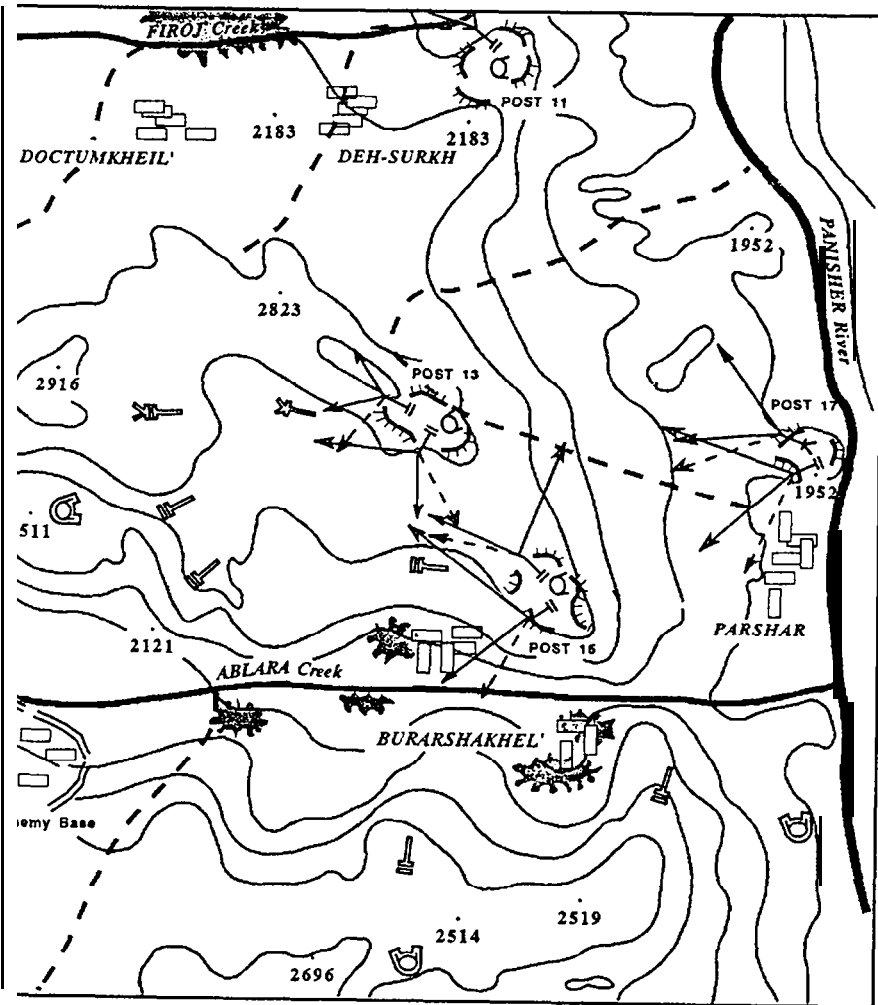 FIROJ Creek
POST 11
2183
2183
DOCTUMKHEIL'
DEH-SURKH
1952
PANISHER River
2823
2916
POST 13
POST 17
1952
511
2121
PARSHAR
POST 15
ABLARA Creek
BURARSHAKHEL'
emy Base
2519
2514
2696